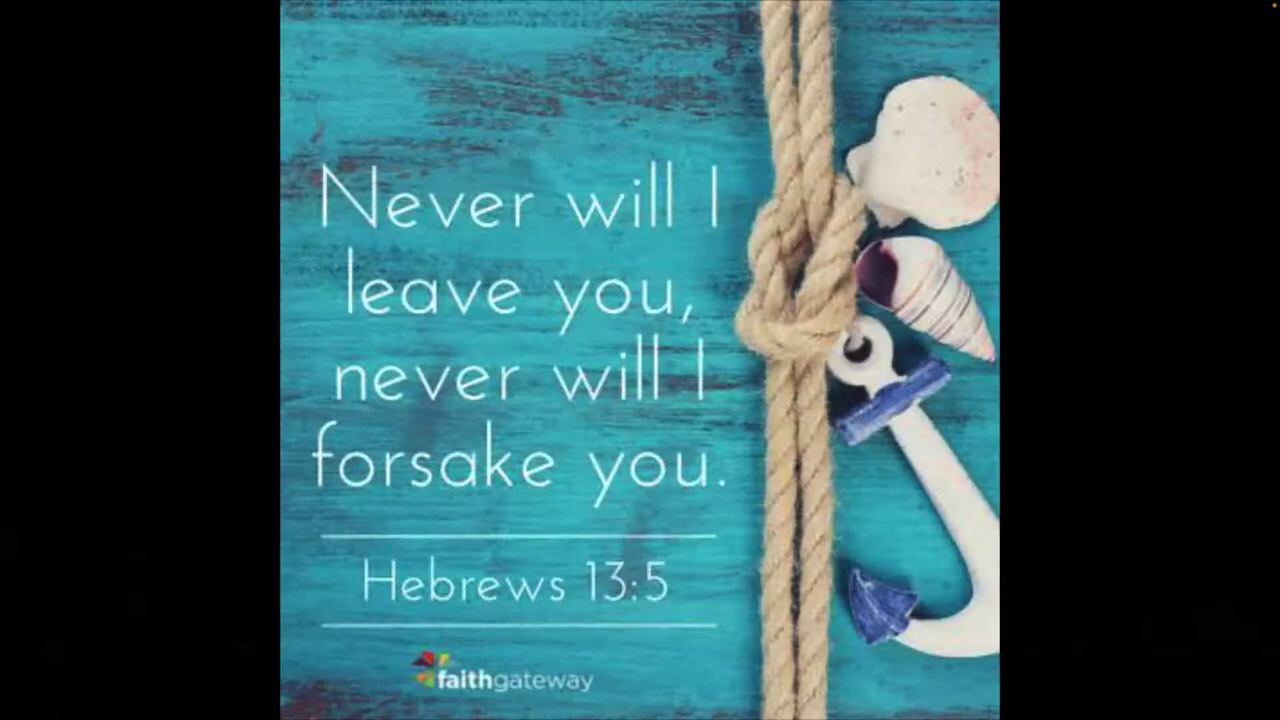 Never will I
leave you,
never will I
forsake you.
Hebrews 13:5
faithgateway